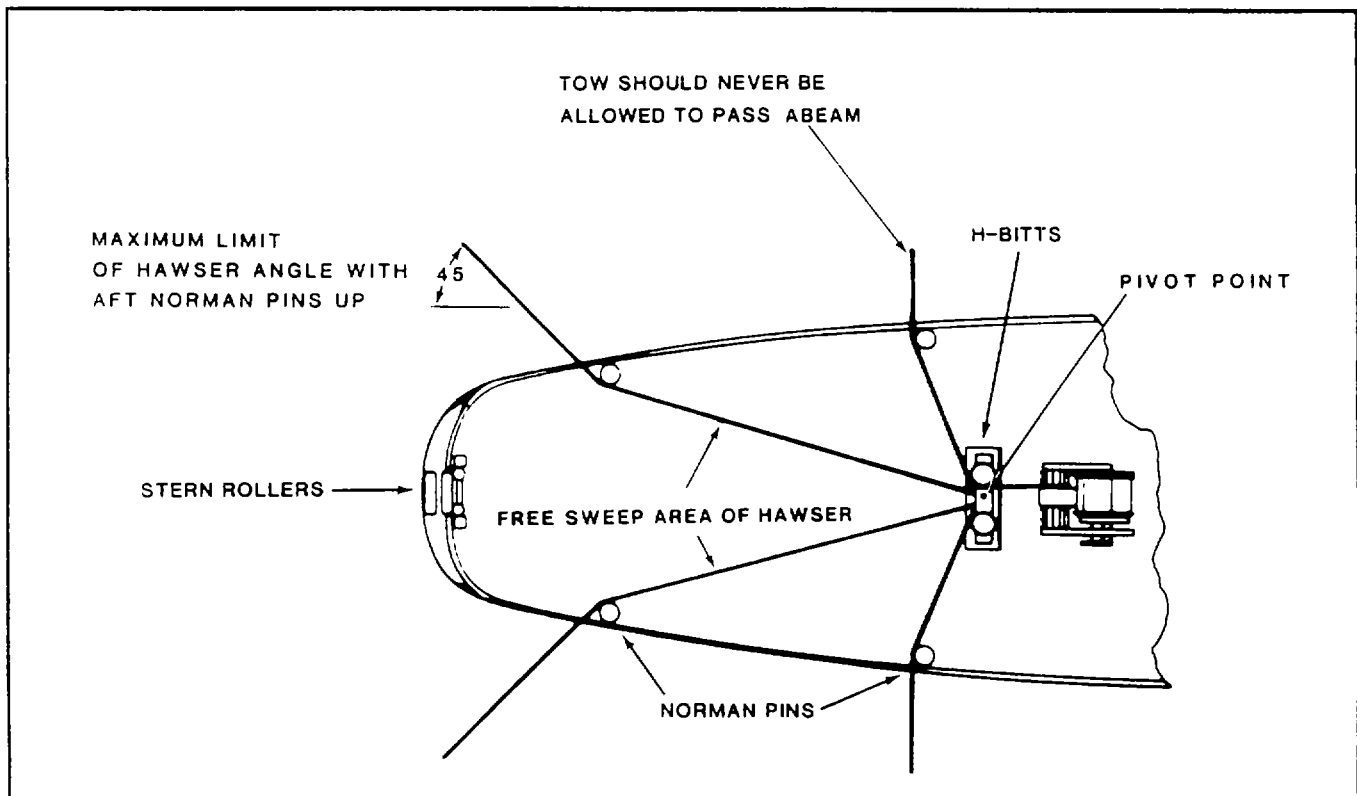 TOW SHOULD NEVER BE
ALLOWED TO PASS ABEAM
MAXIMUM LIMIT
OF HAWSER ANGLE WITH
AFT NORMAN PINS UP
45
H-BITTS
PIVOT POINT
STERN ROLLERS
FREE SWEEP AREA OF HAWSER
NORMAN PINS